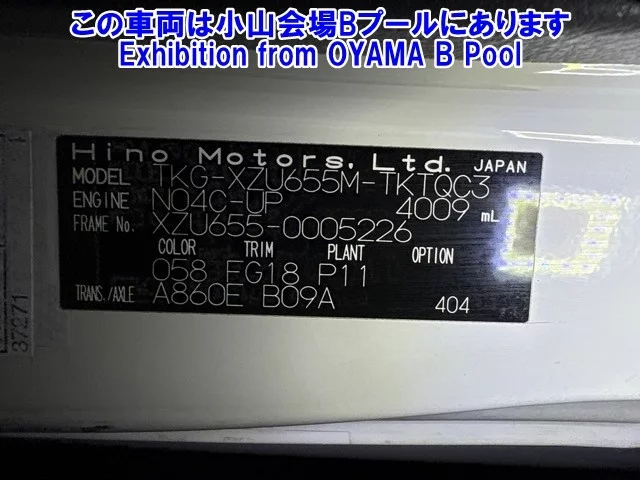 この車両は小山会場Bプールにあります
Exhibition from OYAMA B Pool
Hino Motors, Ltd. JAPAN
MODEL TKG-XZU655M-TKTQC3
ENGINE N04C-UP 4009 mL
FRAME No. XZU655-0005226
COLOR TRIM PLANT OPTION
058 FG18 P11
TRANS./AXLE A860E B09A 404
37271